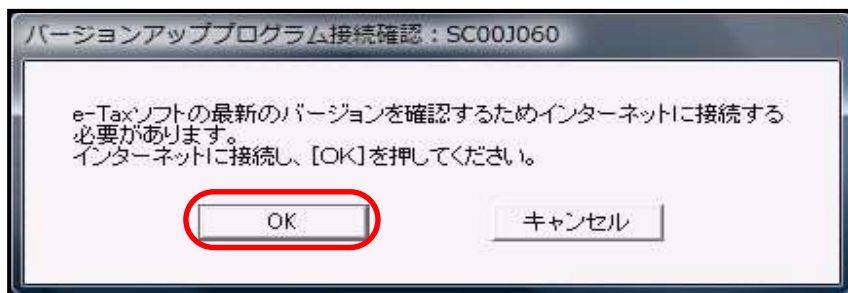 バージョンアッププログラム接続確認：SC00J060
e-Taxソフトの最新のバージョンを確認するためインターネットに接続する
必要があります。
インターネットに接続し、[OK]を押してください。
OK キャンセル